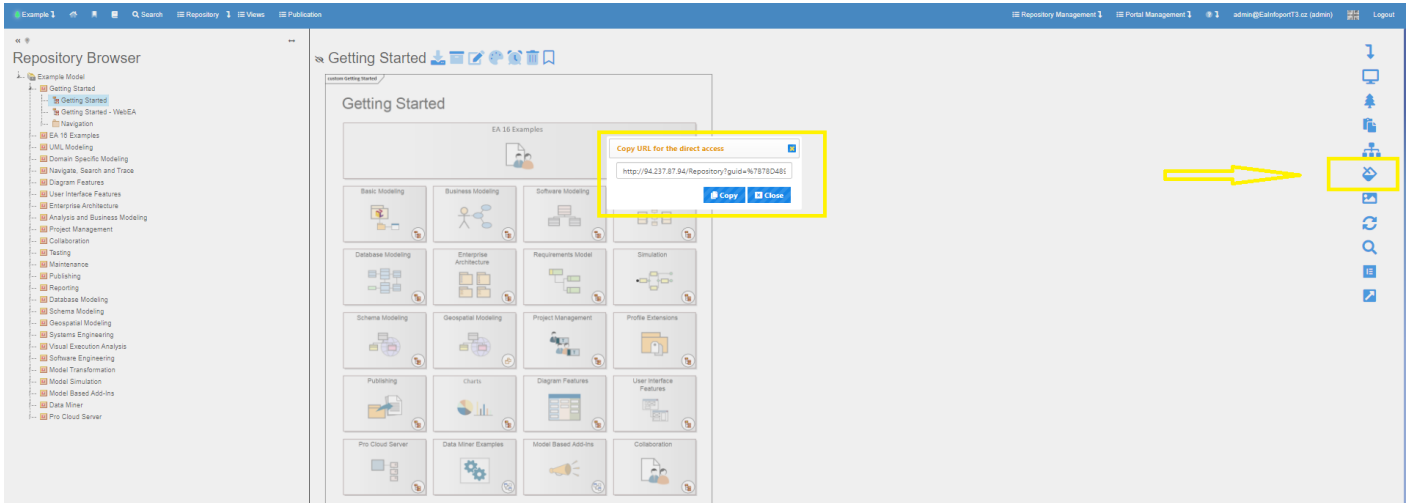 Example Search Repository Views Publication Repository Management Portal Management admin@EaInfoporT3.cz (admin) Logout
Repository Browser
Example Model
Getting Started
Getting Started
Getting Started - WebEA
Navigation
EA 16 Examples
UML Modeling
Domain Specific Modeling
Navigate, Search and Trace
Diagram Features
User Interface Features
Enterprise Architecture
Analysis and Business Modeling
Project Management
Collaboration
Testing
Maintenance
Publishing
Reporting
Database Modeling
Schema Modeling
Geospatial Modeling
Systems Engineering
Visual Execution Analysis
Software Engineering
Model Transformation
Model Simulation
Model Based Add-Ins
Data Miner
Pro Cloud Server
Getting Started
custom Getting Started
Getting Started
EA 16 Examples
Copy URL for the direct access
http://94.237.87.94/Repository?guid=%7B78D489
Copy Close
Basic Modeling Business Modeling Software Modeling
Database Modeling Enterprise Architecture Requirements Model Simulation
Schema Modeling Geospatial Modeling Project Management Profile Extensions
Publishing Charts Diagram Features User Interface Features
Pro Cloud Server Data Miner Examples Model Based Add-Ins Collaboration